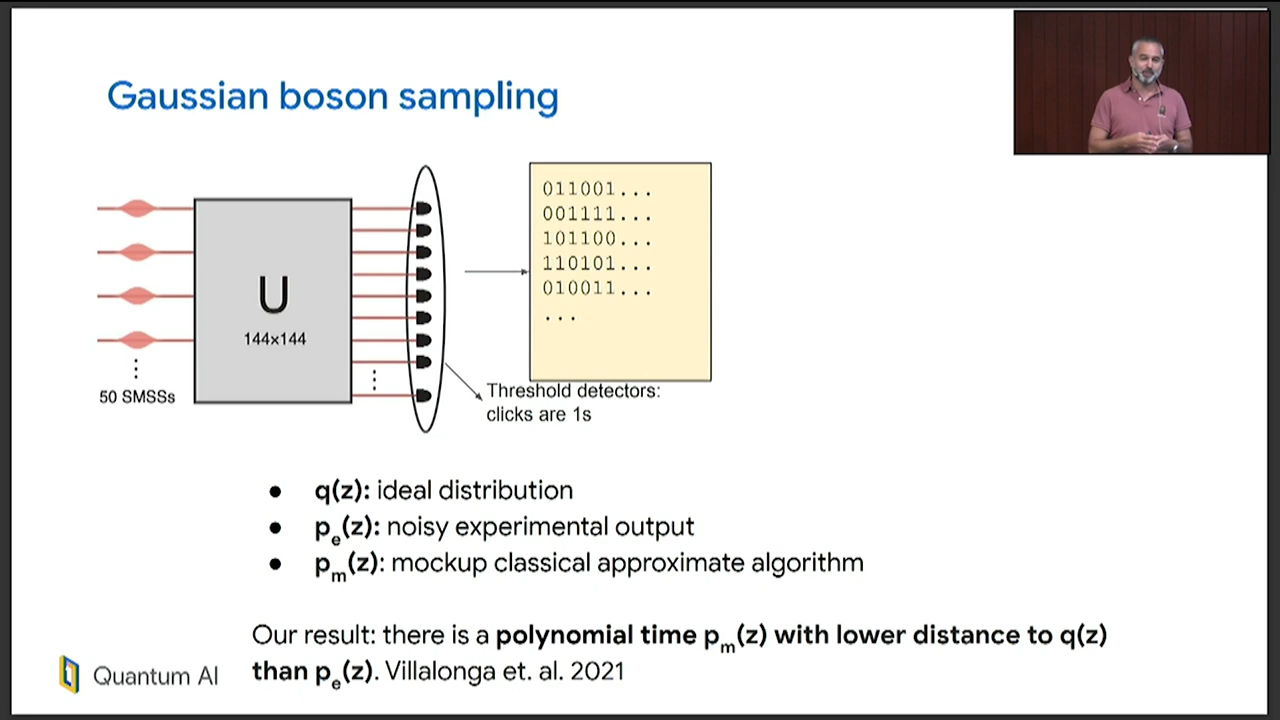 Gaussian boson sampling
011001...
001111...
101100...
110101...
010011...
...
U
144×144
50 SMSSs
Threshold detectors:
clicks are 1s
● q(z): ideal distribution
● pₑ(z): noisy experimental output
● pₘ(z): mockup classical approximate algorithm
Our result: there is a polynomial time pₘ(z) with lower distance to q(z)
than pₑ(z). Villalonga et. al. 2021
Quantum AI